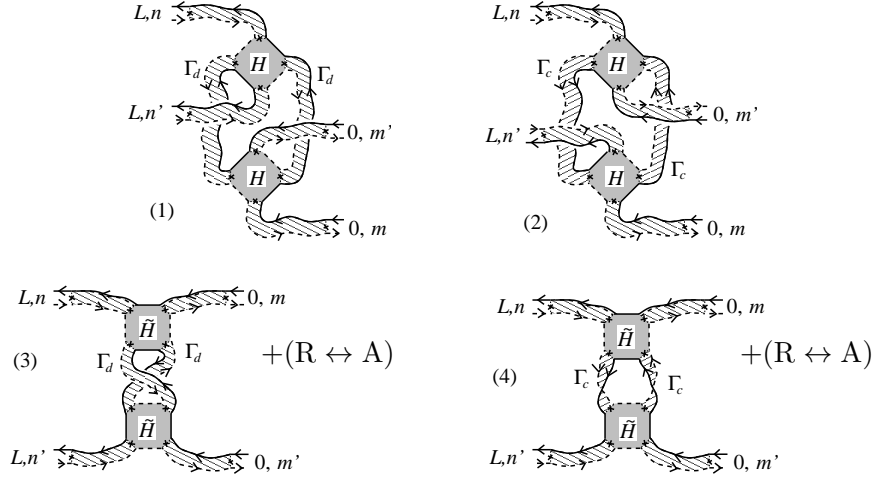 L,n
H
Γd Γd
L,n'
0, m'
H
(1)
0, m
L,n
H
Γc
0, m'
L,n'
H
Γc
(2)
0, m
L,n
0, m
H̃
(3)
Γd Γd
+(R ↔ A)
H̃
L,n'
0, m'
L,n
0, m
H̃
(4)
Γc Γc
+(R ↔ A)
H̃
L,n'
0, m'